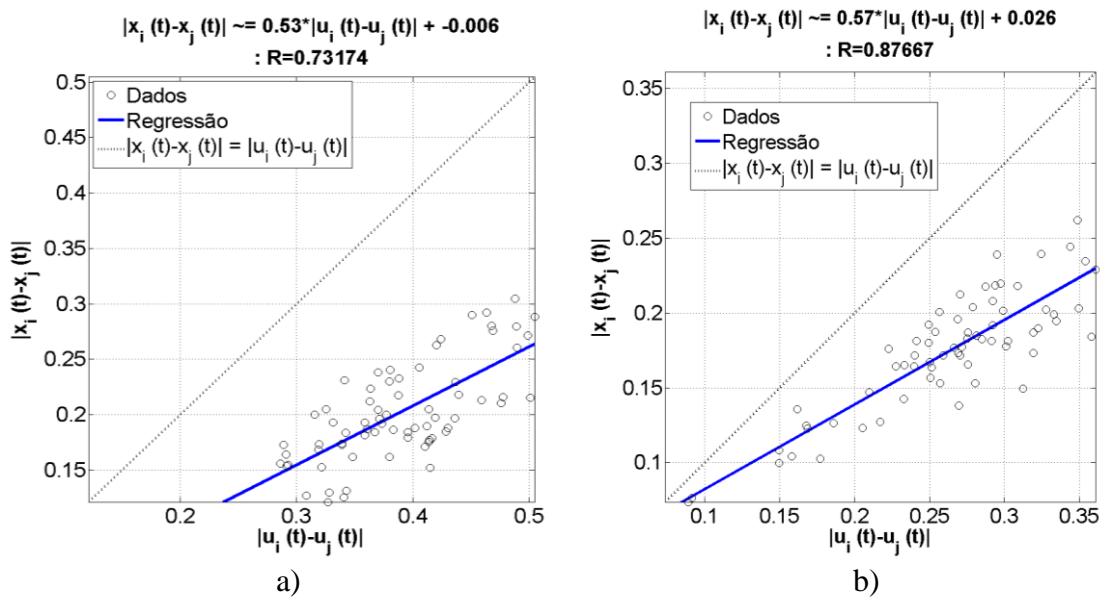 |x_i (t)-x_j (t)| ~= 0.53*|u_i (t)-u_j (t)| + -0.006
: R=0.73174
0.5
0.45
0.4
0.35
0.3
0.25
0.2
0.15
|x_i (t)-x_j (t)|
Dados
Regressão
|x_i (t)-x_j (t)| = |u_i (t)-u_j (t)|
0.2 0.3 0.4 0.5
|u_i (t)-u_j (t)|
a)
|x_i (t)-x_j (t)| ~= 0.57*|u_i (t)-u_j (t)| + 0.026
: R=0.87667
0.35
0.3
0.25
0.2
0.15
0.1
|x_i (t)-x_j (t)|
Dados
Regressão
|x_i (t)-x_j (t)| = |u_i (t)-u_j (t)|
0.1 0.15 0.2 0.25 0.3 0.35
|u_i (t)-u_j (t)|
b)